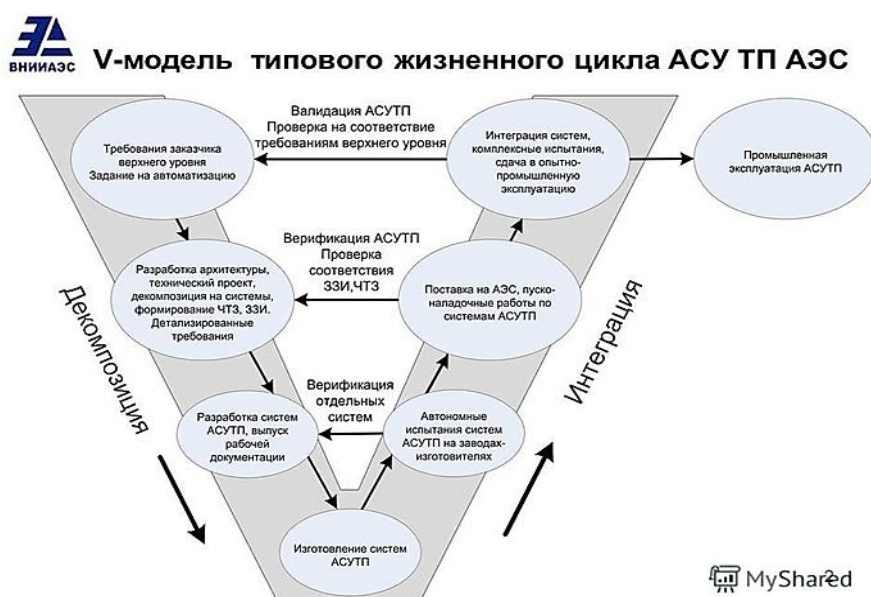 ВНИИАЭС
V-модель типового жизненного цикла АСУ ТП АЭС
Валидация АСУТП
Проверка на соответствие
требованиям верхнего уровня
Требования заказчика
верхнего уровня
Задание на автоматизацию
Интеграция систем,
комплексные испытания,
сдача в опытно-
промышленную
эксплуатацию
Промышленная
эксплуатация АСУТП
Верификация АСУТП
Проверка
соответствия
ЗЗИ,ЧТЗ
Разработка архитектуры,
технический проект,
декомпозиция на системы,
формирование ЧТЗ, ЗЗИ.
Детализированные
требования
Поставка на АЭС, пуско-
наладочные работы по
системам АСУТП
Декомпозиция
Интеграция
Верификация
отдельных
систем
Разработка систем
АСУТП, выпуск
рабочей
документации
Автономные
испытания систем
АСУТП на заводах-
изготовителях
Изготовление систем
АСУТП
MyShared
2